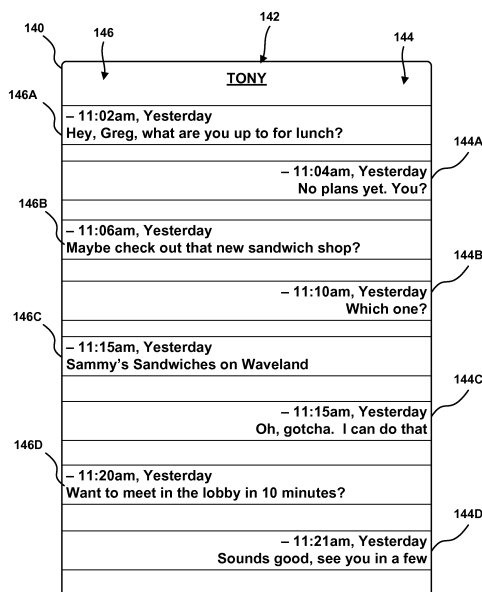 142
140
146
144
TONY
146A
– 11:02am, Yesterday
Hey, Greg, what are you up to for lunch?
144A
– 11:04am, Yesterday
No plans yet. You?
146B
– 11:06am, Yesterday
Maybe check out that new sandwich shop?
144B
– 11:10am, Yesterday
Which one?
146C
– 11:15am, Yesterday
Sammy's Sandwiches on Waveland
144C
– 11:15am, Yesterday
Oh, gotcha.  I can do that
146D
– 11:20am, Yesterday
Want to meet in the lobby in 10 minutes?
144D
– 11:21am, Yesterday
Sounds good, see you in a few